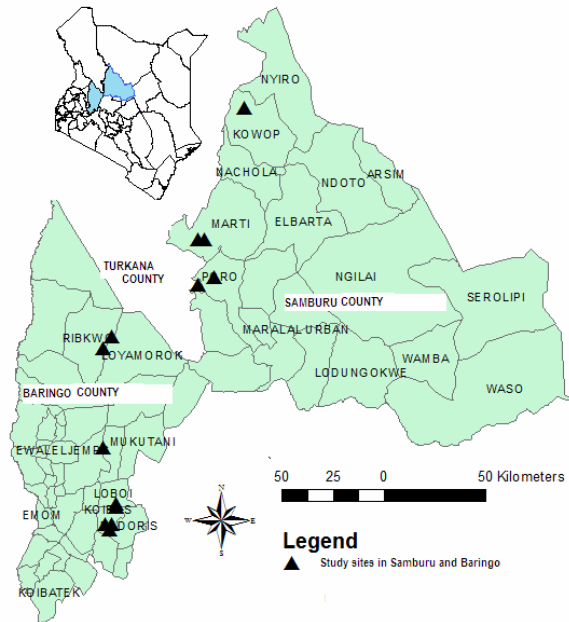 NYIRO
KOWOP
NACHOLA
NDOTO
ARSIM
MARTI
ELBARTA
TURKANA
COUNTY
NGILAI
SAMBURU COUNTY
SEROLIPI
RIBKWO
LOYAMOROK
MARALAL URBAN
WAMBA
LODUNGOKWE
WASO
BARINGO COUNTY
MUKUTANI
50 25 0 50 Kilometers
LOBOI
EMOM
N
W E
S
KOIBATEK
Legend
Study sites in Samburu and Baringo